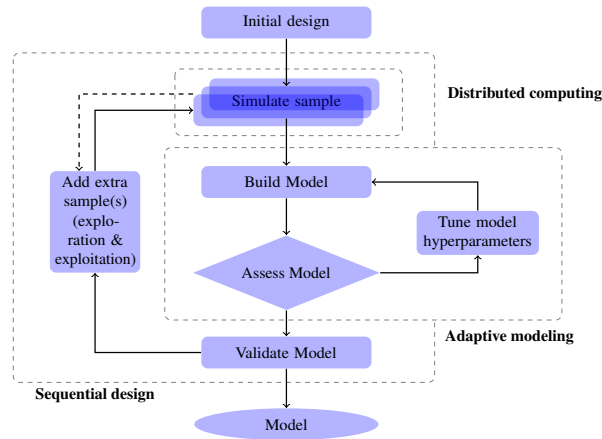 Initial design
Simulate sample
Distributed computing
Build Model
Add extra
sample(s)
(explo-
ration &
exploitation)
Tune model
hyperparameters
Assess Model
Adaptive modeling
Validate Model
Sequential design
Model